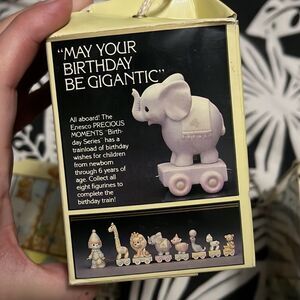 "MAY YOUR
BIRTHDAY
BE GIGANTIC"
All aboard! The
Enesco PRECIOUS
MOMENTS "Birth-
day Series" has a
trainload of birthday
wishes for children
from newborn
through 6 years of
age. Collect all
eight figurines to
complete the
birthday train!